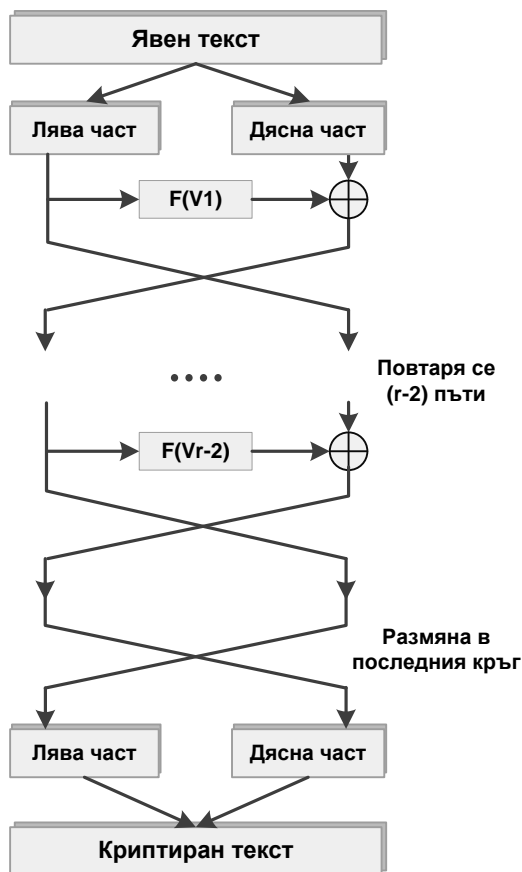 Явен текст
Лява част
Дясна част
F(V1)
....
Повтаря се
(r-2) пъти
F(Vr-2)
Размяна в
последния кръг
Лява част
Дясна част
Криптиран текст